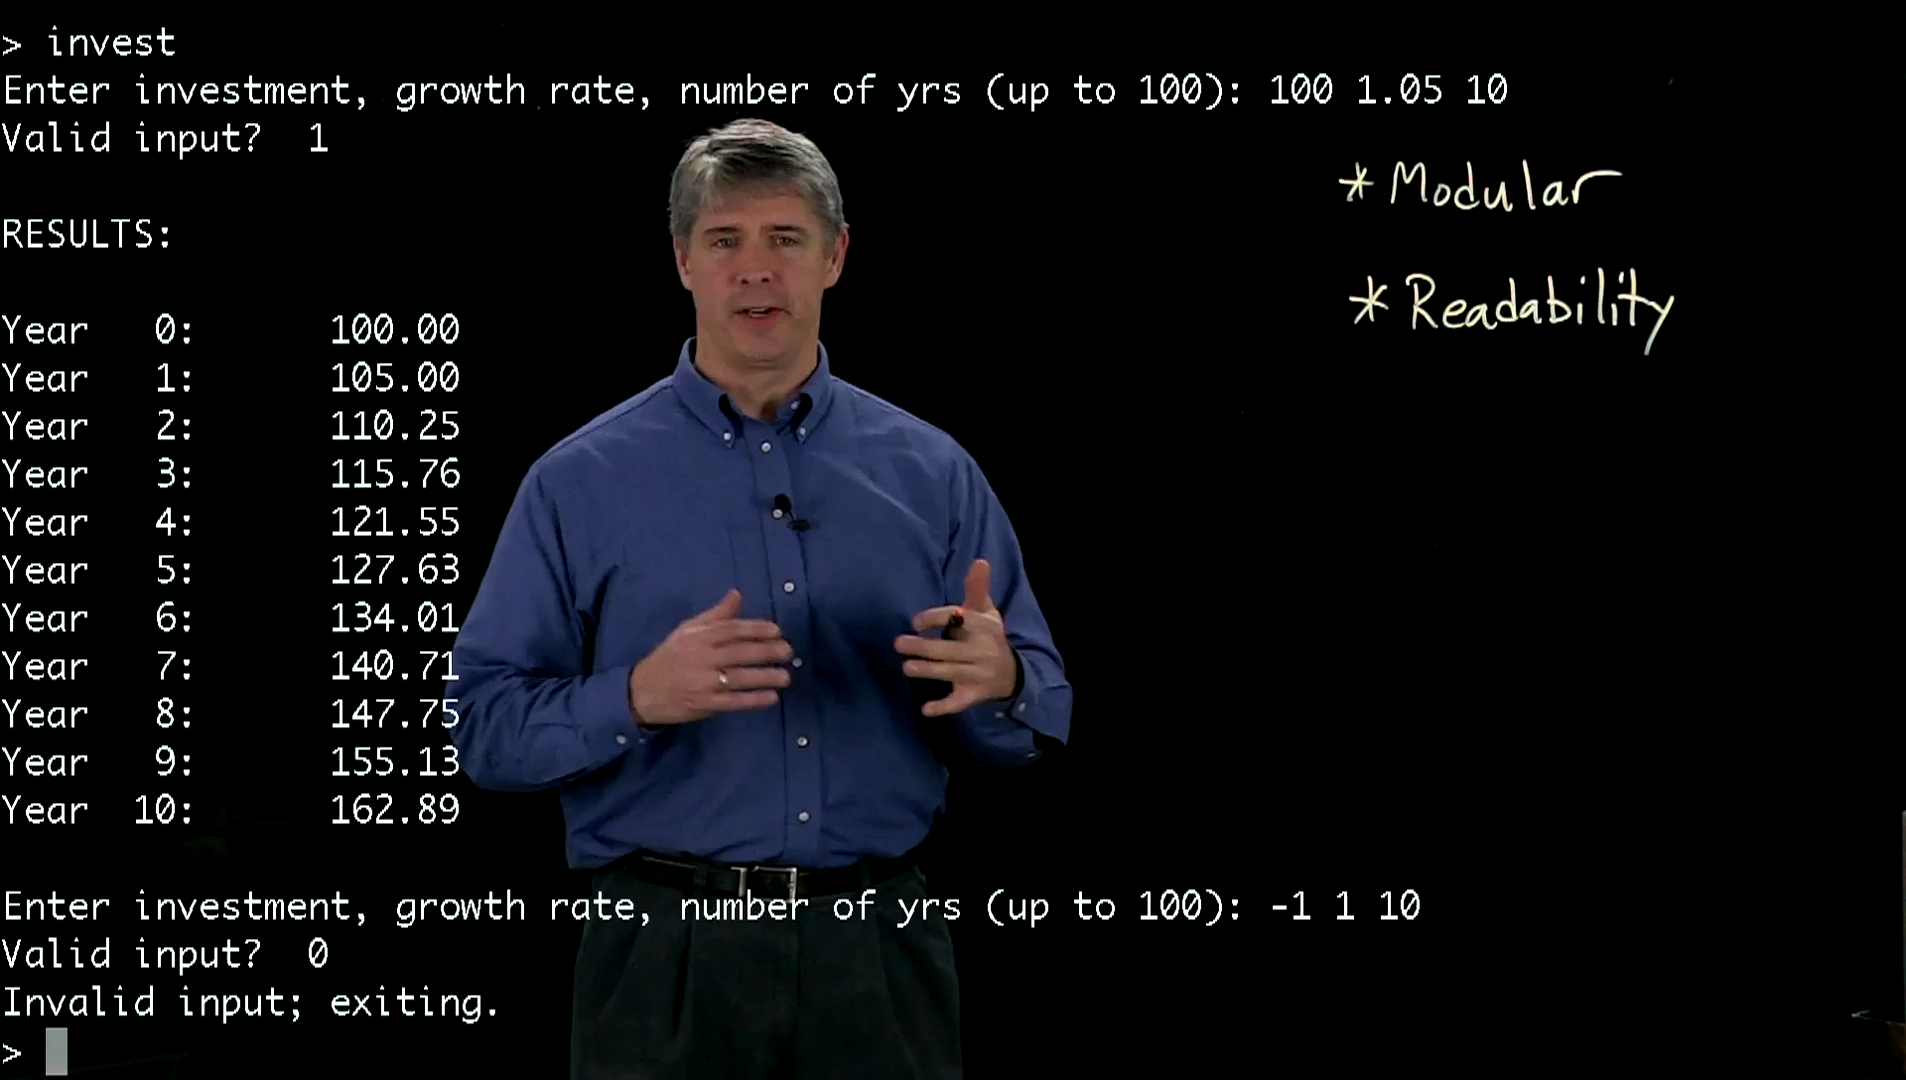 > invest
Enter investment, growth rate, number of yrs (up to 100): 100 1.05 10
Valid input? 1
* Modular
RESULTS:
* Readability
Year 0: 100.00
Year 1: 105.00
Year 2: 110.25
Year 3: 115.76
Year 4: 121.55
Year 5: 127.63
Year 6: 134.01
Year 7: 140.71
Year 8: 147.75
Year 9: 155.13
Year 10: 162.89
Enter investment, growth rate, number of yrs (up to 100): -1 1 10
Valid input? 0
Invalid input; exiting.
>